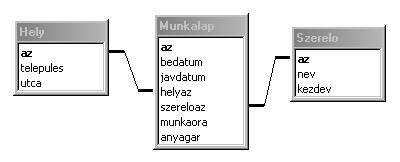 Hely
az
telepules
utca
Munkalap
az
bedatum
javdatum
helyaz
szereloaz
munkaora
anyagar
Szerelo
az
nev
kezdev